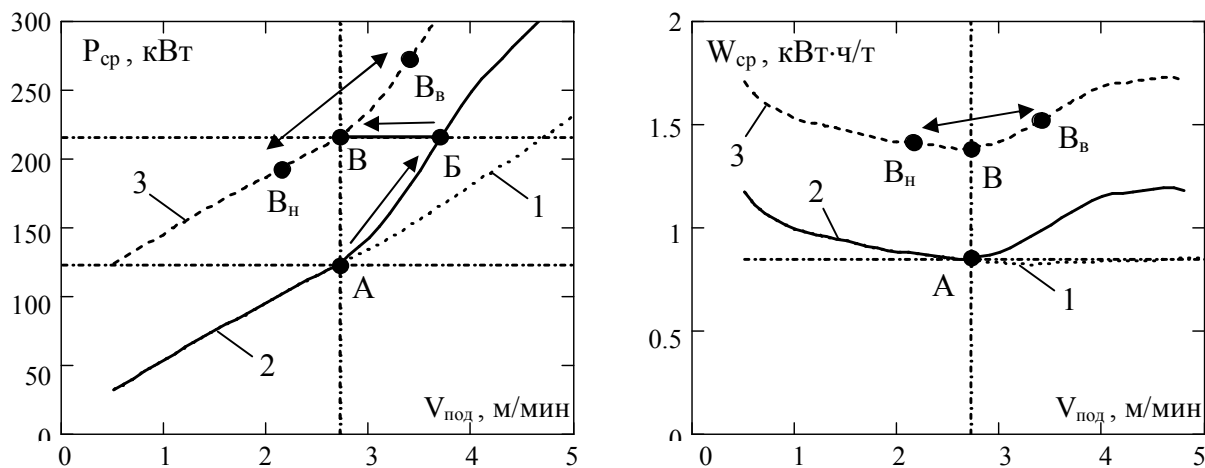 300
P_ср , кВт
250
В_в
200
В
Б
3
В_н
1
150
100
А
2
50
V_под , м/мин
0
0 1 2 3 4 5
2
W_ср , кВт·ч/т
1.5
3
В_н
В
В_в
2
1
А
1
0.5
V_под , м/мин
0
0 1 2 3 4 5